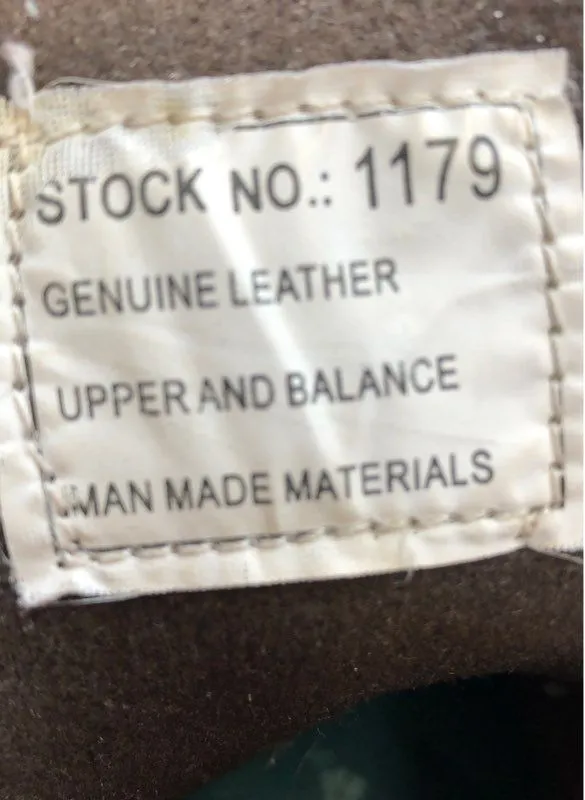 STOCK NO.: 1179
GENUINE LEATHER
UPPER AND BALANCE
MAN MADE MATERIALS